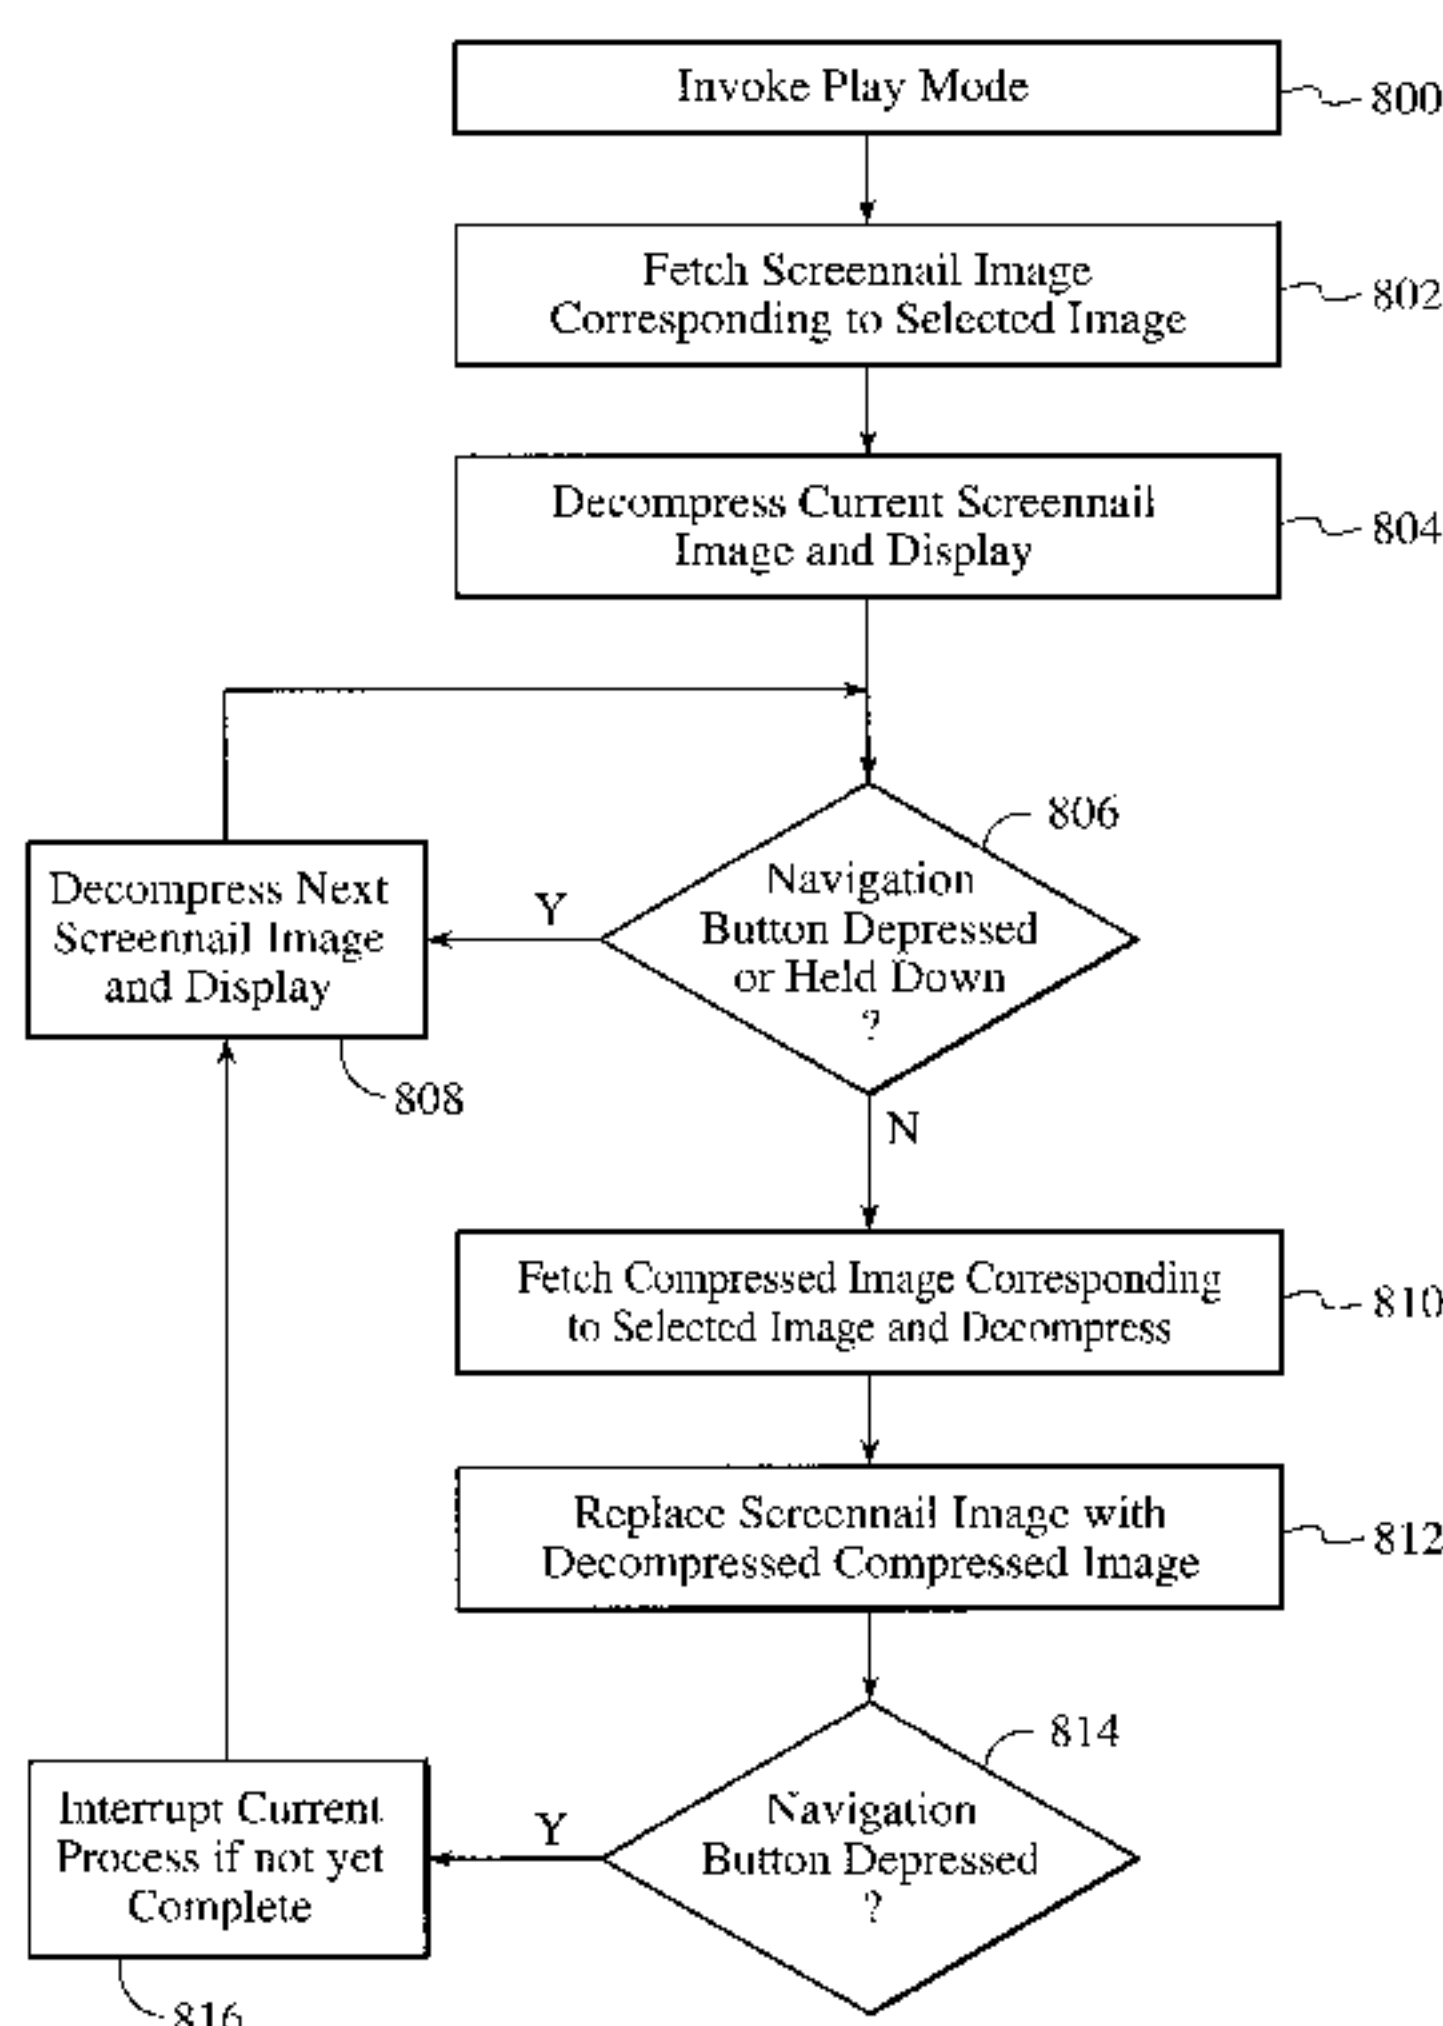 Invoke Play Mode
800
Fetch Screennail Image
Corresponding to Selected Image
802
Decompress Current Screennail
Image and Display
804
806
Navigation
Button Depressed
or Held Down
?
Y
Decompress Next
Screennail Image
and Display
808
N
Fetch Compressed Image Corresponding
to Selected Image and Decompress
810
Replace Screennail Image with
Decompressed Compressed Image
812
814
Navigation
Button Depressed
?
Y
Interrupt Current
Process if not yet
Complete
816